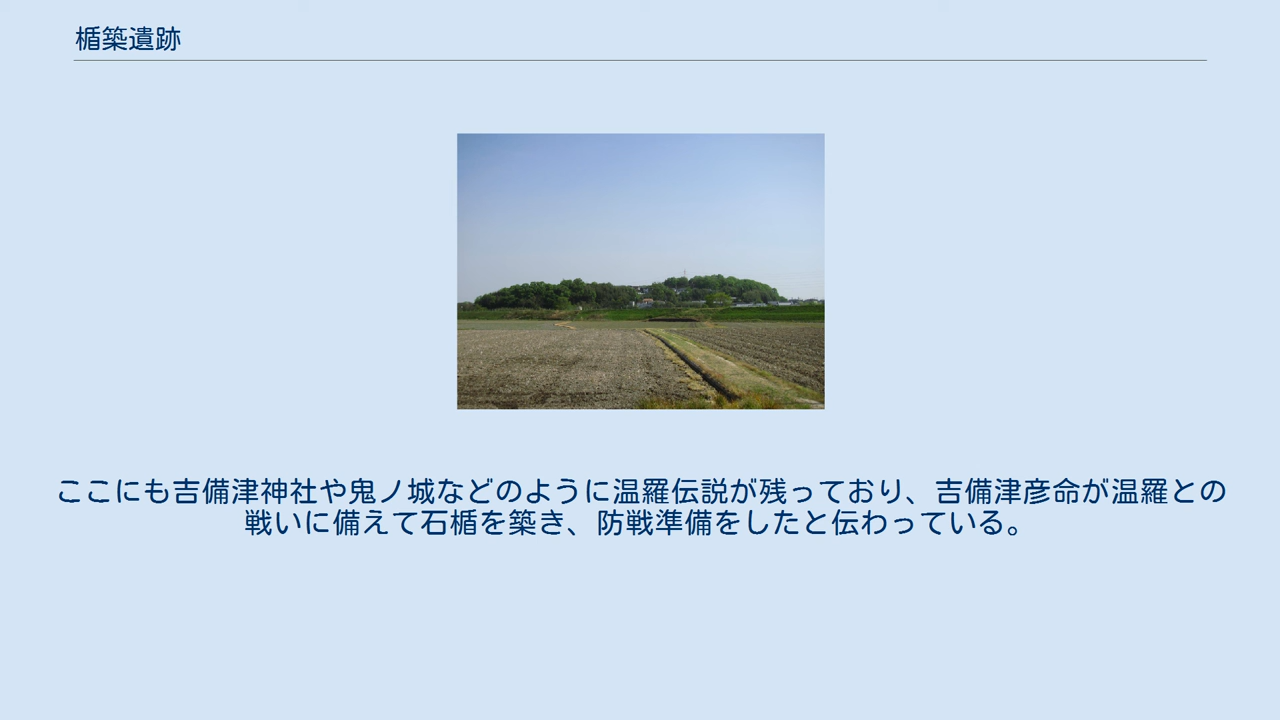 楯築遺跡
ここにも吉備津神社や鬼ノ城などのように温羅伝説が残っており、吉備津彦命が温羅との
戦いに備えて石楯を築き、防戦準備をしたと伝わっている。